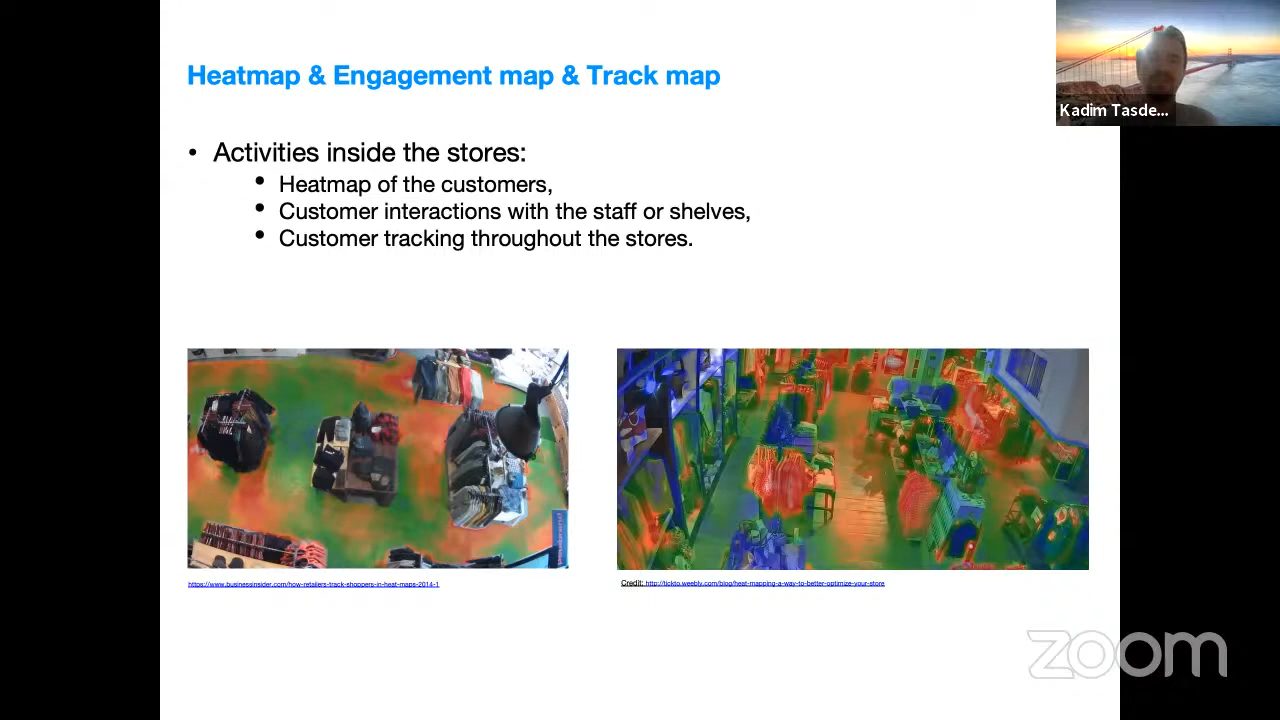 Heatmap & Engagement map & Track map
Kadim Tasde...
• Activities inside the stores:
• Heatmap of the customers,
• Customer interactions with the staff or shelves,
• Customer tracking throughout the stores.
https://www.businessinsider.com/how-retailers-track-shoppers-in-heat-maps-2014-1
Credit: http://tickto.weebly.com/blog/heat-mapping-a-way-to-better-optimize-your-store
zoom